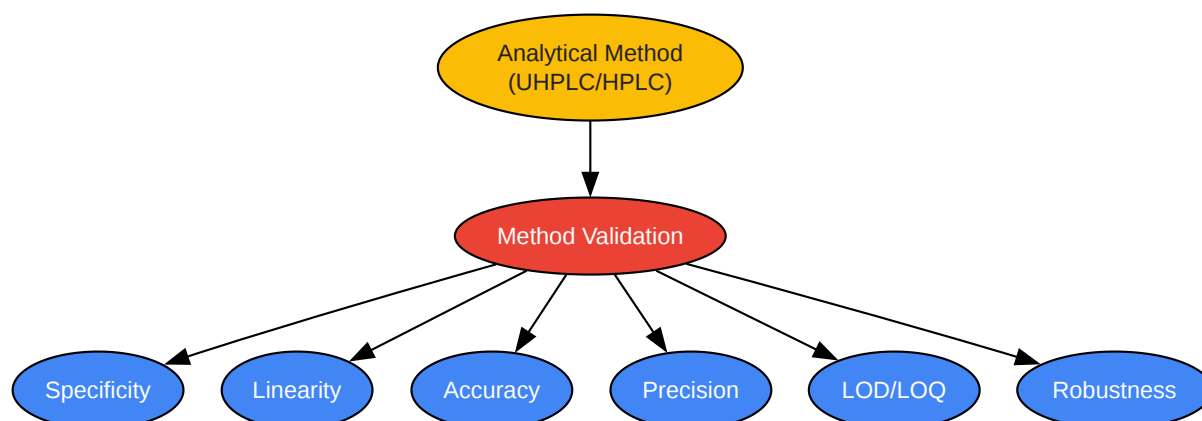 Analytical Method
(UHPLC/HPLC)
Method Validation
Specificity
Linearity
Accuracy
Precision
LOD/LOQ
Robustness